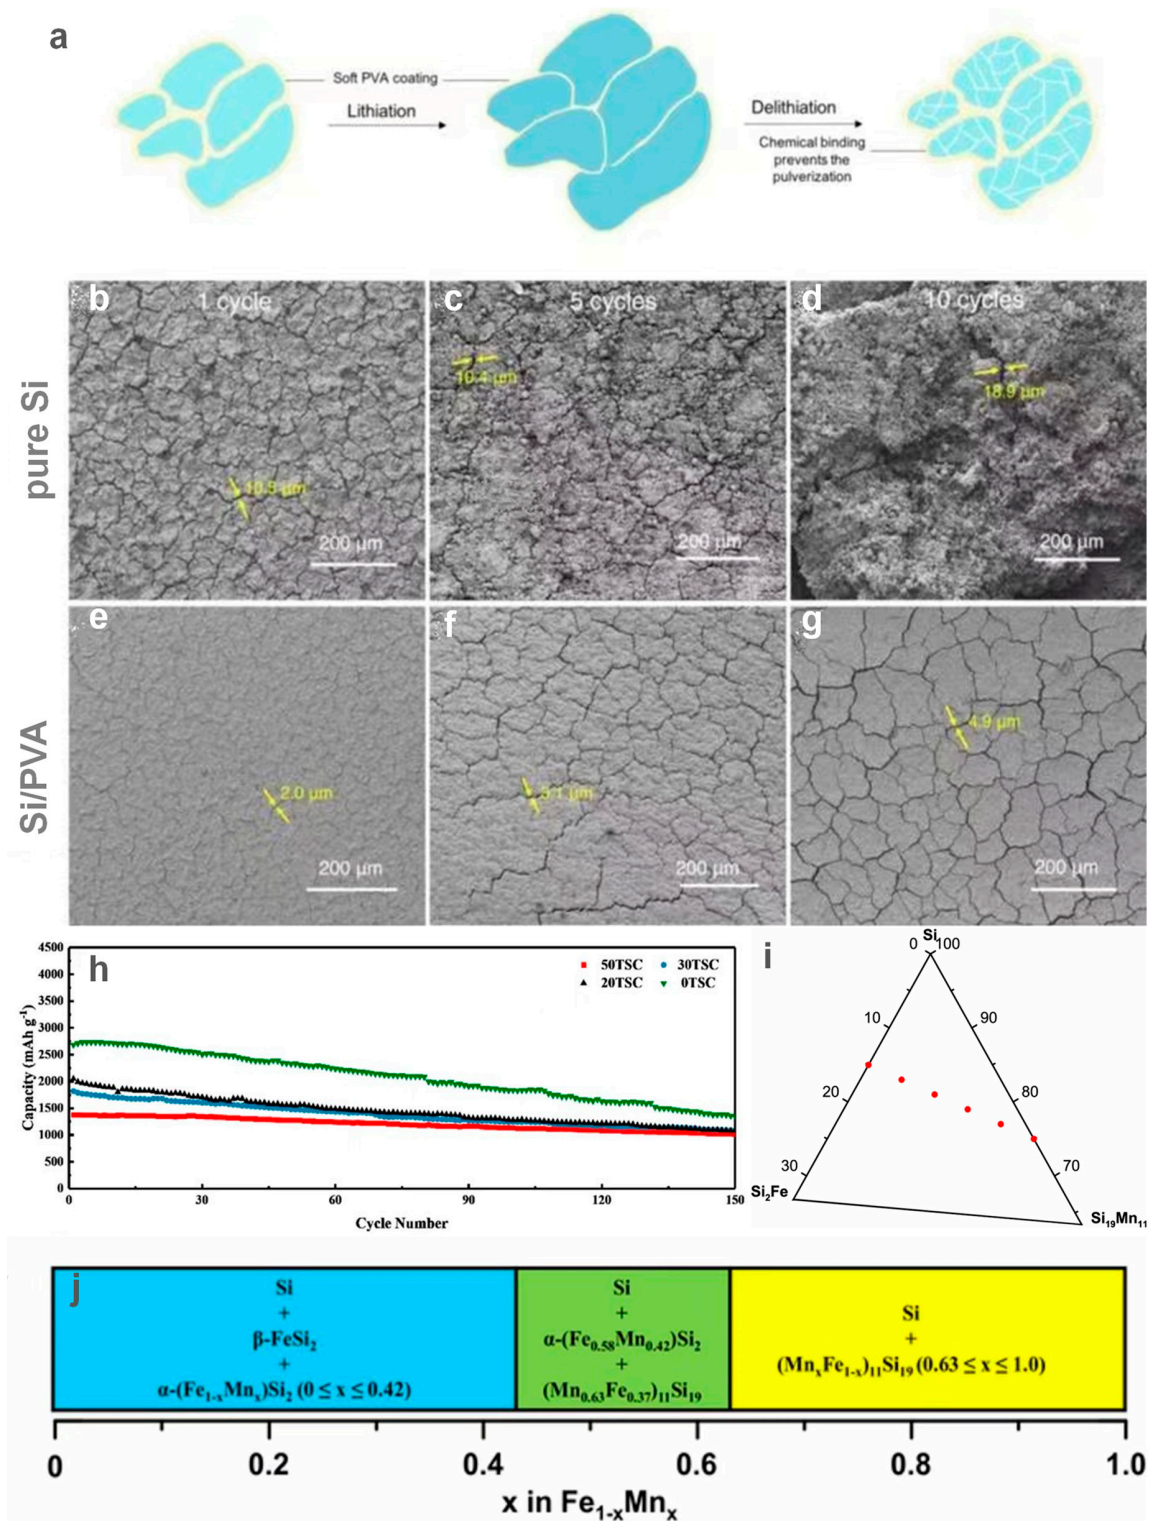 a
Soft PVA coating
Lithiation
Delithiation
Chemical binding
prevents the
pulverization
pure Si
b
1 cycle
10.5 µm
200 µm
c
5 cycles
10.4 µm
200 µm
d
10 cycles
18.9 µm
200 µm
Si/PVA
e
2.0 µm
200 µm
f
3.1 µm
200 µm
g
4.9 µm
200 µm
h
Capacity (mAh g⁻¹)
4500
4000
3500
3000
2500
2000
1500
1000
500
0
50TSC 30TSC
20TSC 0TSC
0 30 60 90 120 150
Cycle Number
i
Si
0 100
10 90
20 80
30 70
Si₂Fe
Si₁₉Mn₁₁
j
Si
+
β-FeSi₂
+
α-(Fe₁₋ₓMnₓ)Si₂ (0 ≤ x ≤ 0.42)
Si
+
α-(Fe₀.₅₈Mn₀.₄₂)Si₂
+
(Mn₀.₆₃Fe₀.₃₇)₁₁Si₁₉
Si
+
(MnₓFe₁₋ₓ)₁₁Si₁₉ (0.63 ≤ x ≤ 1.0)
0 0.2 0.4 0.6 0.8 1.0
x in Fe₁₋ₓMnₓ